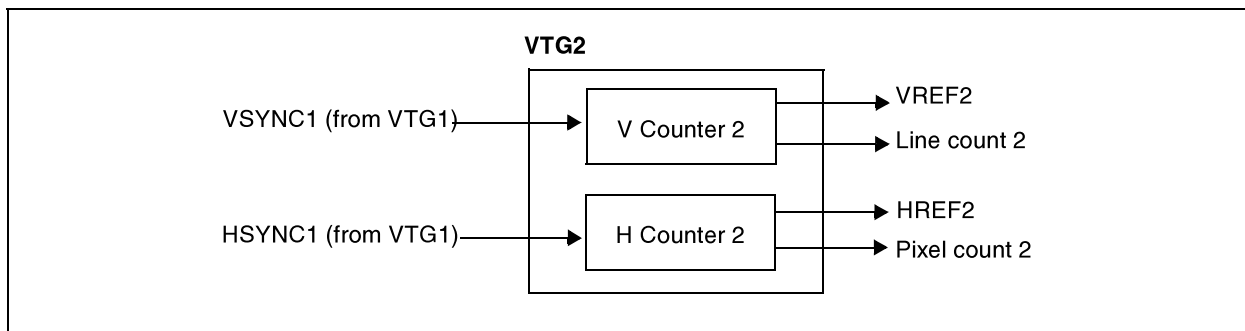 VTG2
VSYNC1 (from VTG1)
V Counter 2
VREF2
Line count 2
HSYNC1 (from VTG1)
H Counter 2
HREF2
Pixel count 2